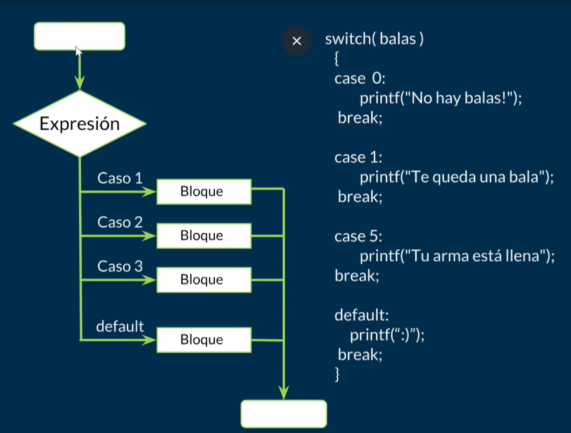 Expresión
Caso 1
Bloque
Caso 2
Bloque
Caso 3
Bloque
default
Bloque
switch( balas )
{
case 0:
printf("No hay balas!");
break;
case 1:
printf("Te queda una bala");
break;
case 5:
printf("Tu arma está llena");
break;
default:
printf(“:)”);
break;
}